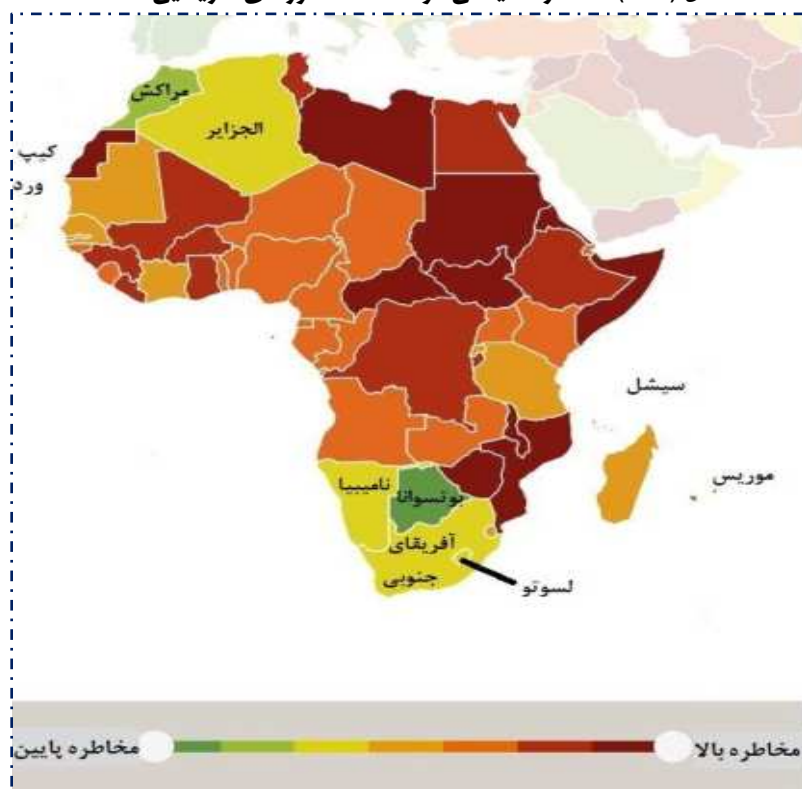 مراکش
الجزایر
کیپ
ورد
سیشل
موریس
نامیبیا
بوتسوانا
آفریقای
جنوبی
لسوتو
مخاطره بالا
مخاطره پایین